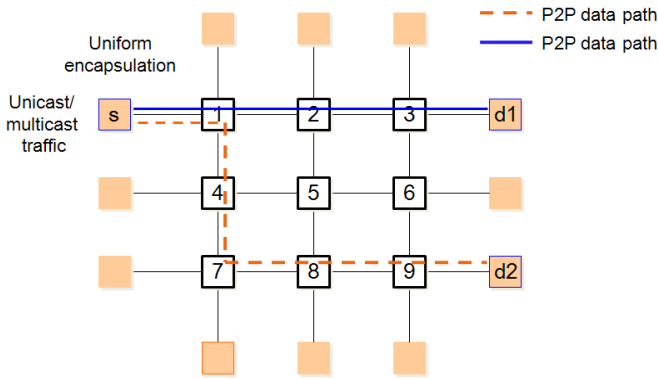 P2P data path
P2P data path
Uniform
encapsulation
Unicast/
multicast
traffic
s
1
2
3
d1
4
5
6
7
8
9
d2